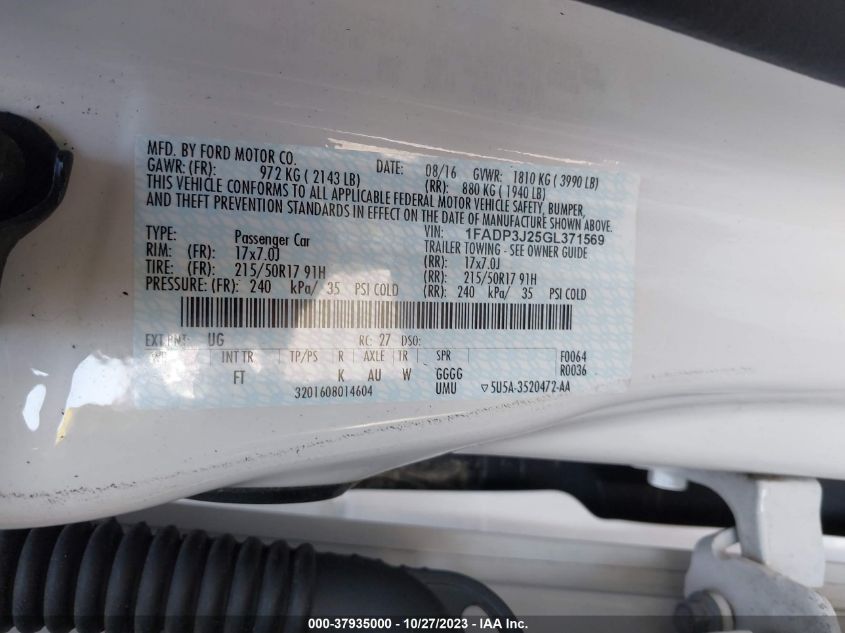 MFD. BY FORD MOTOR CO. DATE: 08/16 GVWR: 1810 KG ( 3990 LB)
GAWR: (FR): 972 KG ( 2143 LB) (RR): 880 KG ( 1940 LB)
THIS VEHICLE CONFORMS TO ALL APPLICABLE FEDERAL MOTOR VEHICLE SAFETY, BUMPER,
AND THEFT PREVENTION STANDARDS IN EFFECT ON THE DATE OF MANUFACTURE SHOWN ABOVE.
VIN: 1FADP3J25GL371569
TYPE: Passenger Car TRAILER TOWING - SEE OWNER GUIDE
RIM: (FR): 17x7.0J (RR): 17x7.0J
TIRE: (FR): 215/50R17 91H (RR): 215/50R17 91H
PRESSURE: (FR): 240 kPa/ 35 PSI COLD (RR): 240 kPa/ 35 PSI COLD
EXT PNT: UG RC: 27 DSO:
INT TR TP/PS R AXLE TR SPR F0064
FT K AU W GGGG R0036
3201608014604 UMU ▽5U5A-3520472-AA
000-37935000 - 10/27/2023 - IAA Inc.